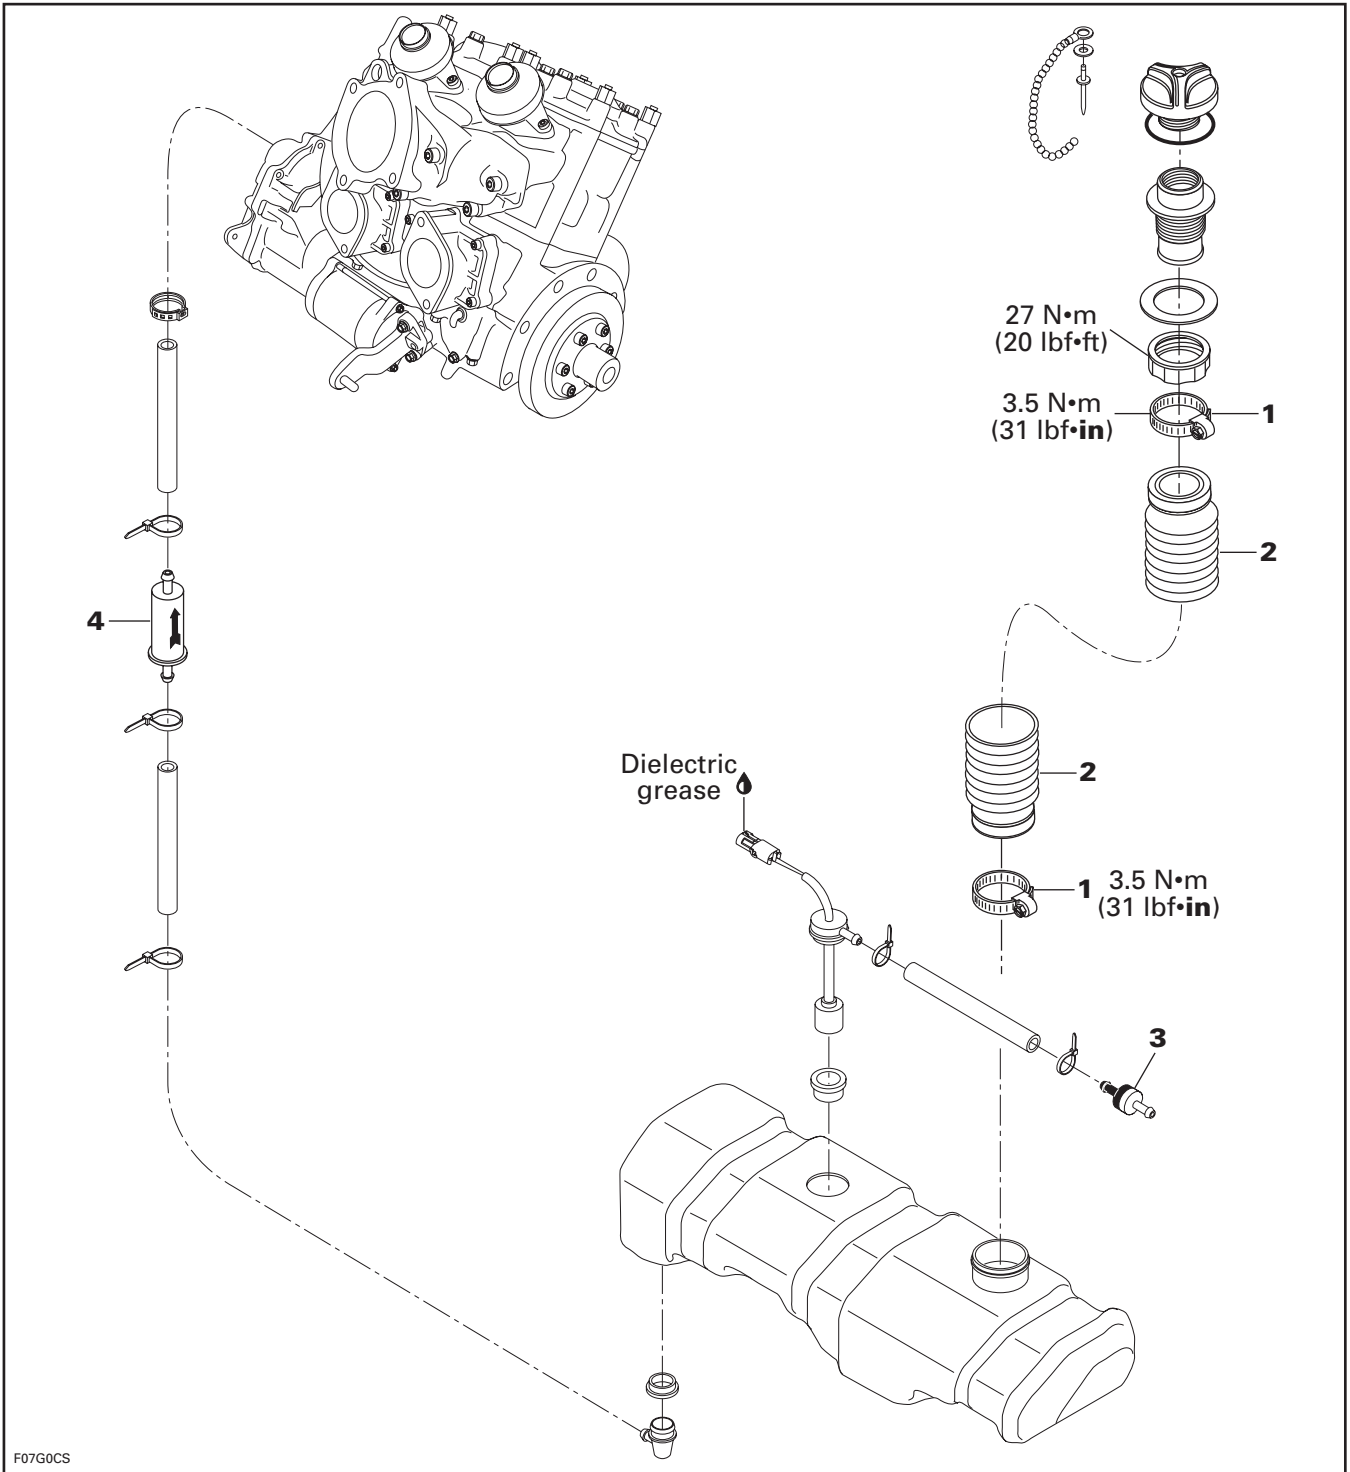 27 N•m
(20 lbf•ft)
3.5 N•m
(31 lbf•in)
1
2
4
2
Dielectric
grease
1
3.5 N•m
(31 lbf•in)
3
F07G0CS